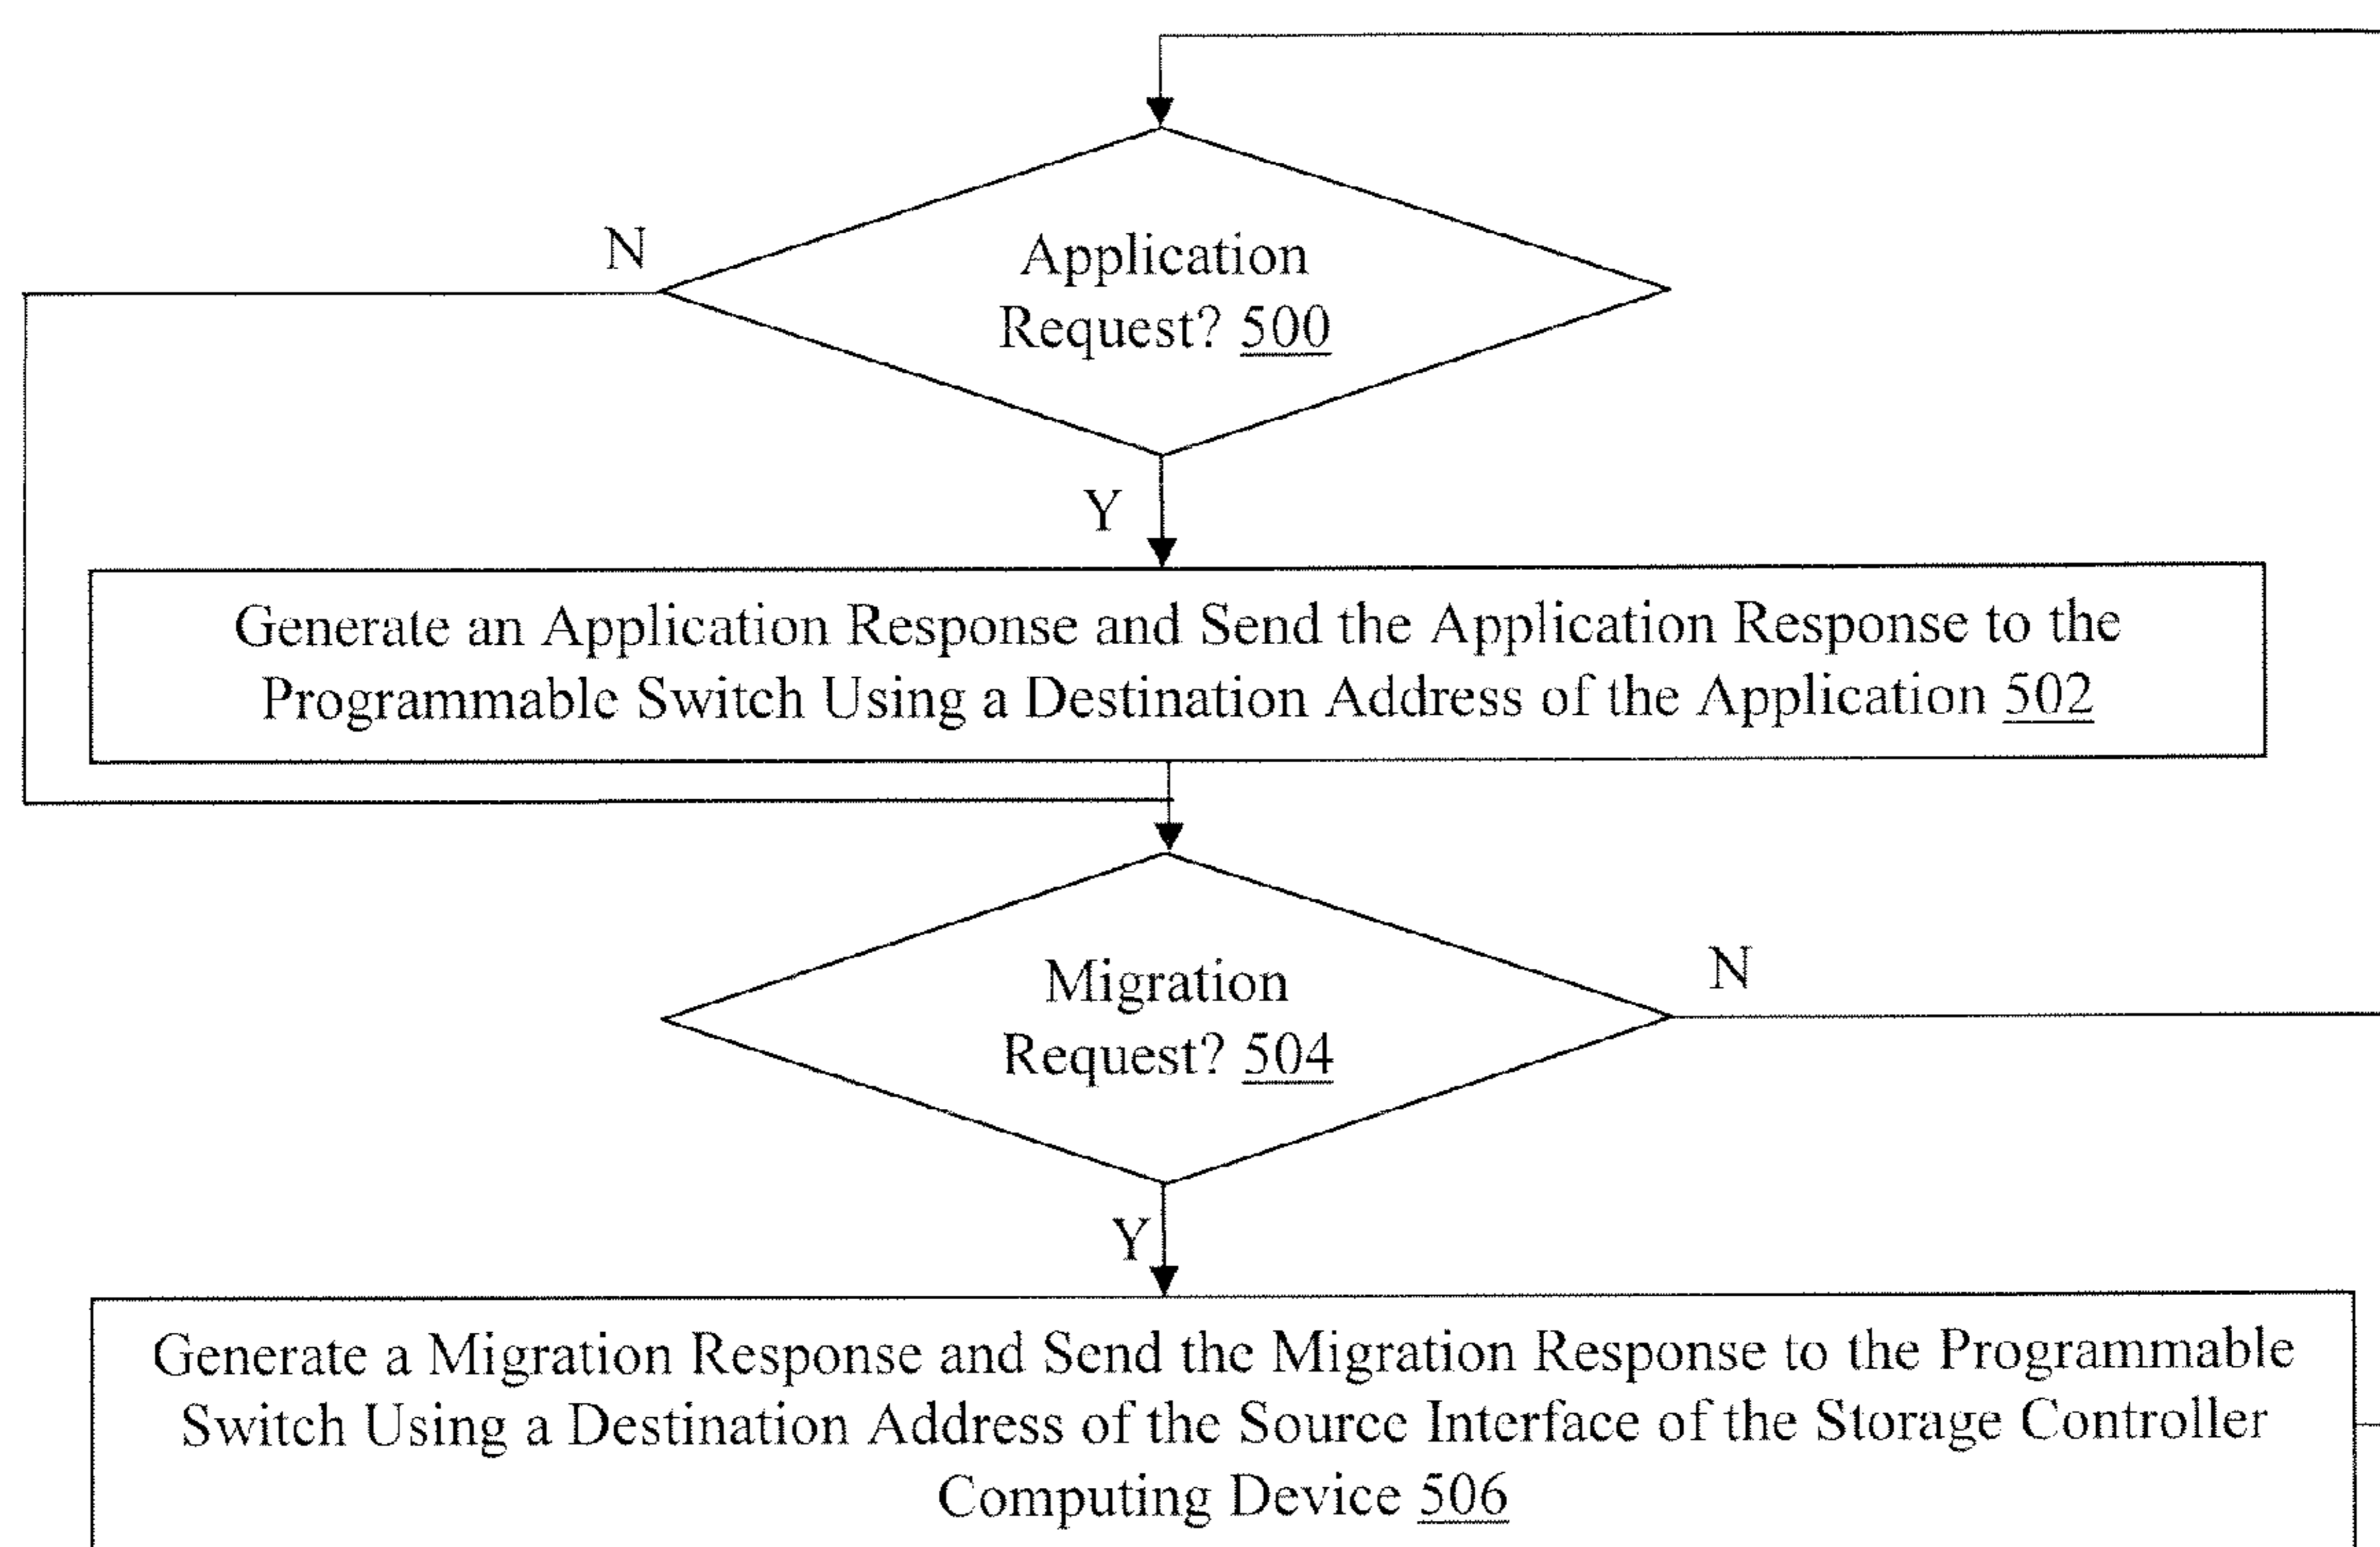 N
Application
Request? 500
Y
Generate an Application Response and Send the Application Response to the
Programmable Switch Using a Destination Address of the Application 502
Migration
Request? 504
N
Y
Generate a Migration Response and Send the Migration Response to the Programmable
Switch Using a Destination Address of the Source Interface of the Storage Controller
Computing Device 506